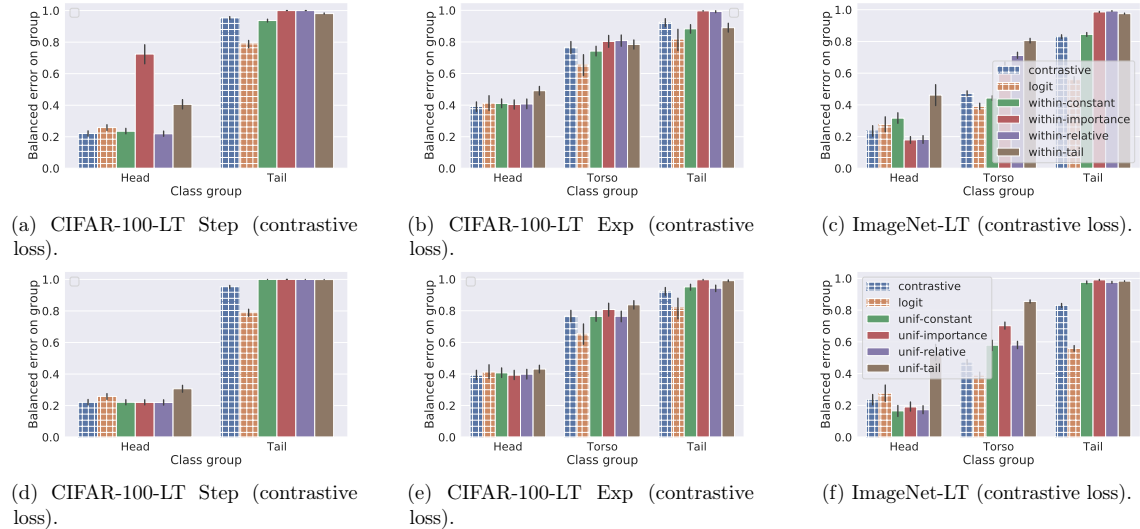 Balanced error on group
1.0
0.8
0.6
0.4
0.2
0.0
Head
Tail
Class group
(a) CIFAR-100-LT Step (contrastive
loss).
Balanced error on group
1.0
0.8
0.6
0.4
0.2
0.0
Head
Torso
Tail
Class group
(b) CIFAR-100-LT Exp (contrastive
loss).
Balanced error on group
1.0
0.8
0.6
0.4
0.2
0.0
contrastive
logit
within-constant
within-importance
within-relative
within-tail
Head
Torso
Tail
Class group
(c) ImageNet-LT (contrastive loss).
Balanced error on group
1.0
0.8
0.6
0.4
0.2
0.0
Head
Tail
Class group
(d) CIFAR-100-LT Step (contrastive
loss).
Balanced error on group
1.0
0.8
0.6
0.4
0.2
0.0
Head
Torso
Tail
Class group
(e) CIFAR-100-LT Exp (contrastive
loss).
Balanced error on group
1.0
0.8
0.6
0.4
0.2
0.0
contrastive
logit
unif-constant
unif-importance
unif-relative
unif-tail
Head
Torso
Tail
Class group
(f) ImageNet-LT (contrastive loss).